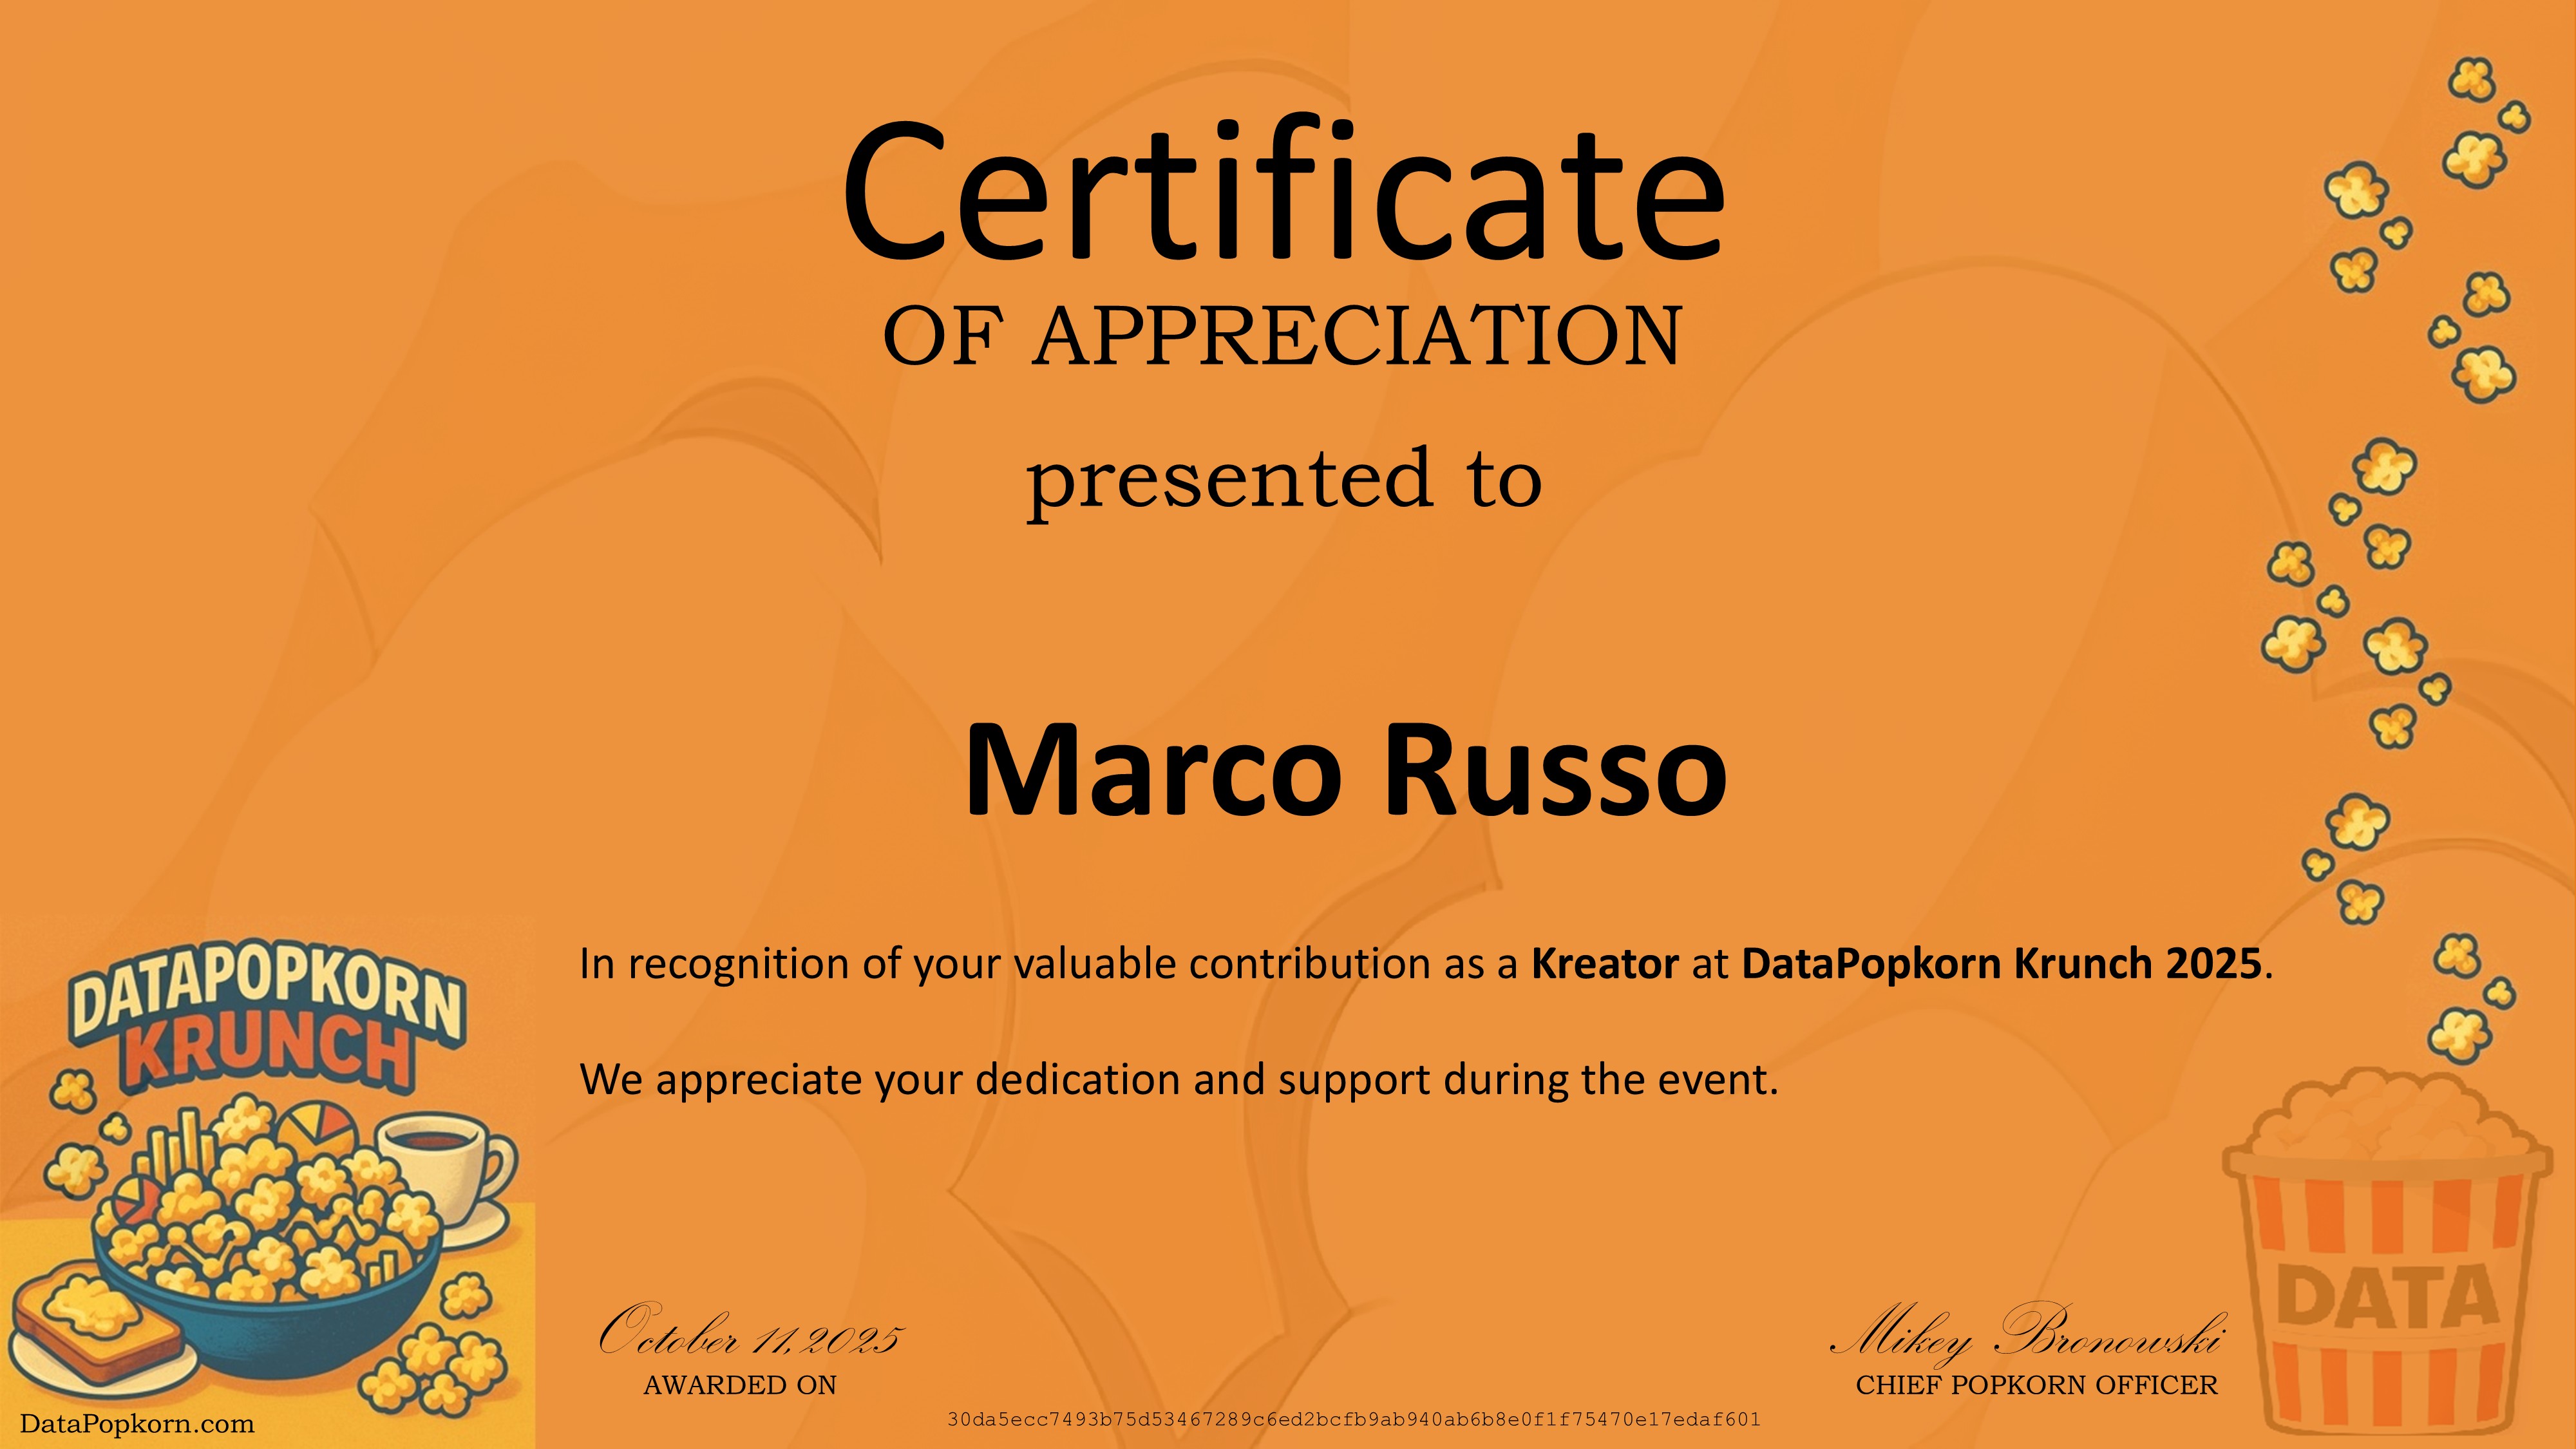 Certificate
OF APPRECIATION
presented to
Marco Russo
In recognition of your valuable contribution as a Kreator at DataPopkorn Krunch 2025.
We appreciate your dedication and support during the event.
DATAPOPKORN
KRUNCH
DATA
October 11, 2025
AWARDED ON
Mikey Bronowski
CHIEF POPKORN OFFICER
30da5ecc7493b75d53467289c6ed2bcfb9ab940ab6b8e0f1f75470e17edaf601
DataPopkorn.com